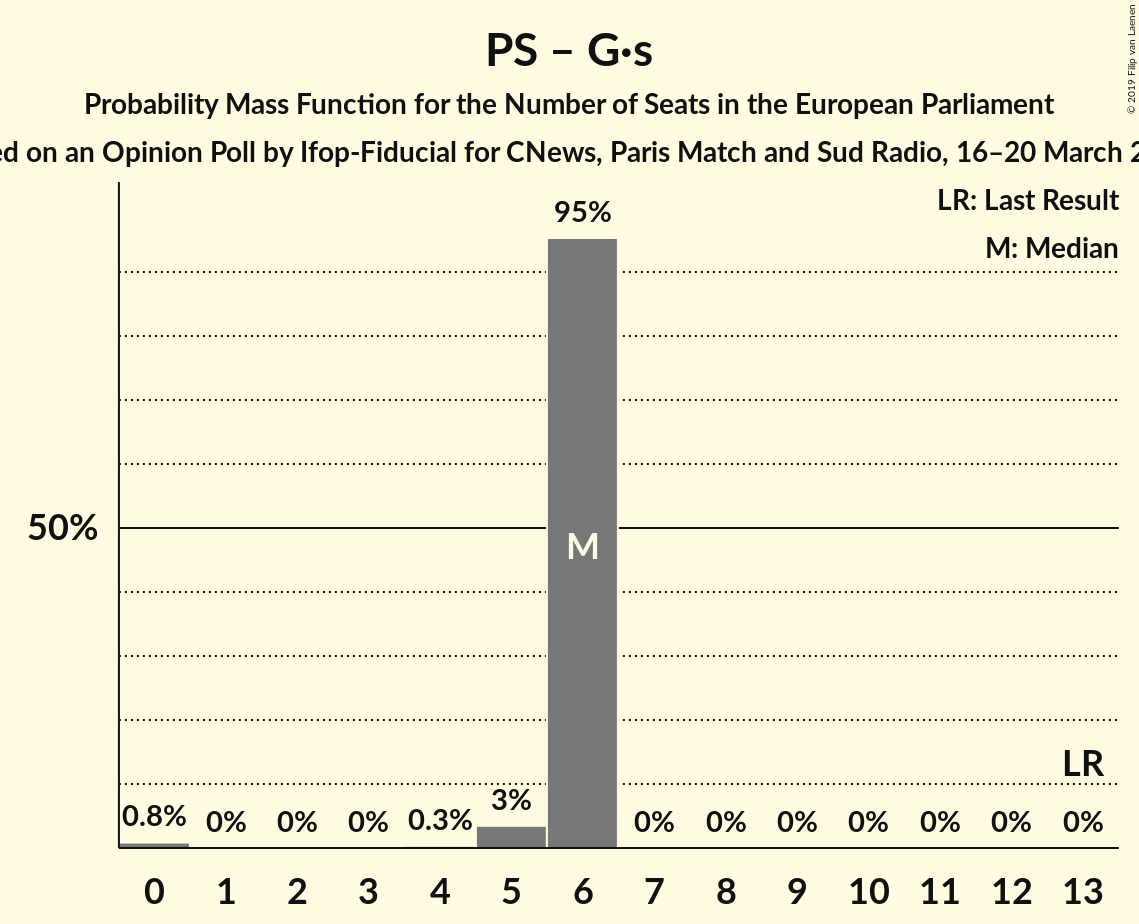 PS – G·s
Probability Mass Function for the Number of Seats in the European Parliament
on an Opinion Poll by Ifop-Fiducial for CNews, Paris Match and Sud Radio, 16–20 March
© 2019 Filip van Laenen
LR: Last Result
M: Median
95%
50%
M
LR
0.8% 0% 0% 0% 0.3% 3% 0% 0% 0% 0% 0% 0% 0%
0 1 2 3 4 5 6 7 8 9 10 11 12 13